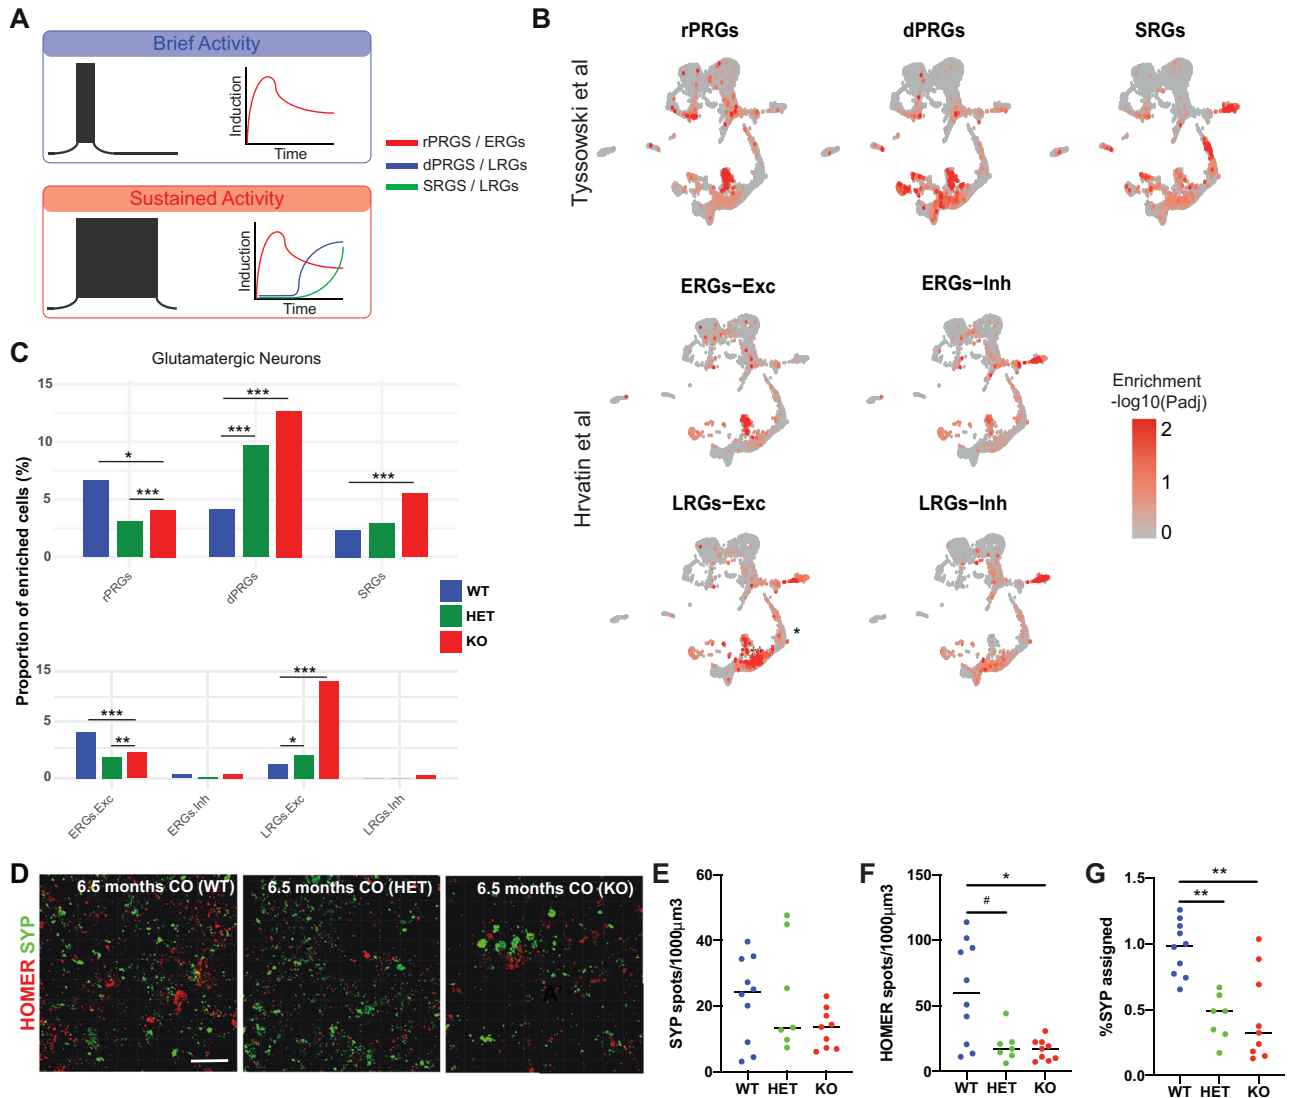 A
Brief Activity
Induction
Time
rPRGS / ERGs
dPRGS / LRGs
SRGS / LRGs
Sustained Activity
Induction
Time
B
rPRGs
dPRGs
SRGs
Tyssowski et al
ERGs-Exc
ERGs-Inh
Hrvatin et al
LRGs-Exc
LRGs-Inh
*
**
Enrichment
-log10(Padj)
2
1
0
C
Glutamatergic Neurons
Proportion of enriched cells (%)
15
10
5
0
*
***
***
***
***
rPRGs
dPRGs
SRGs
WT
HET
KO
15
5
0
***
**
*
***
ERGs.Exc
ERGs.Inh
LRGs.Exc
LRGs.Inh
D
HOMER SYP
6.5 months CO (WT)
6.5 months CO (HET)
6.5 months CO (KO)
A
E
SYP spots/1000µm3
60
40
20
0
WT HET KO
F
HOMER spots/1000µm3
150
100
50
0
*
#
WT HET KO
G
%SYP assigned
1.5
1.0
0.5
0.0
**
**
WT HET KO